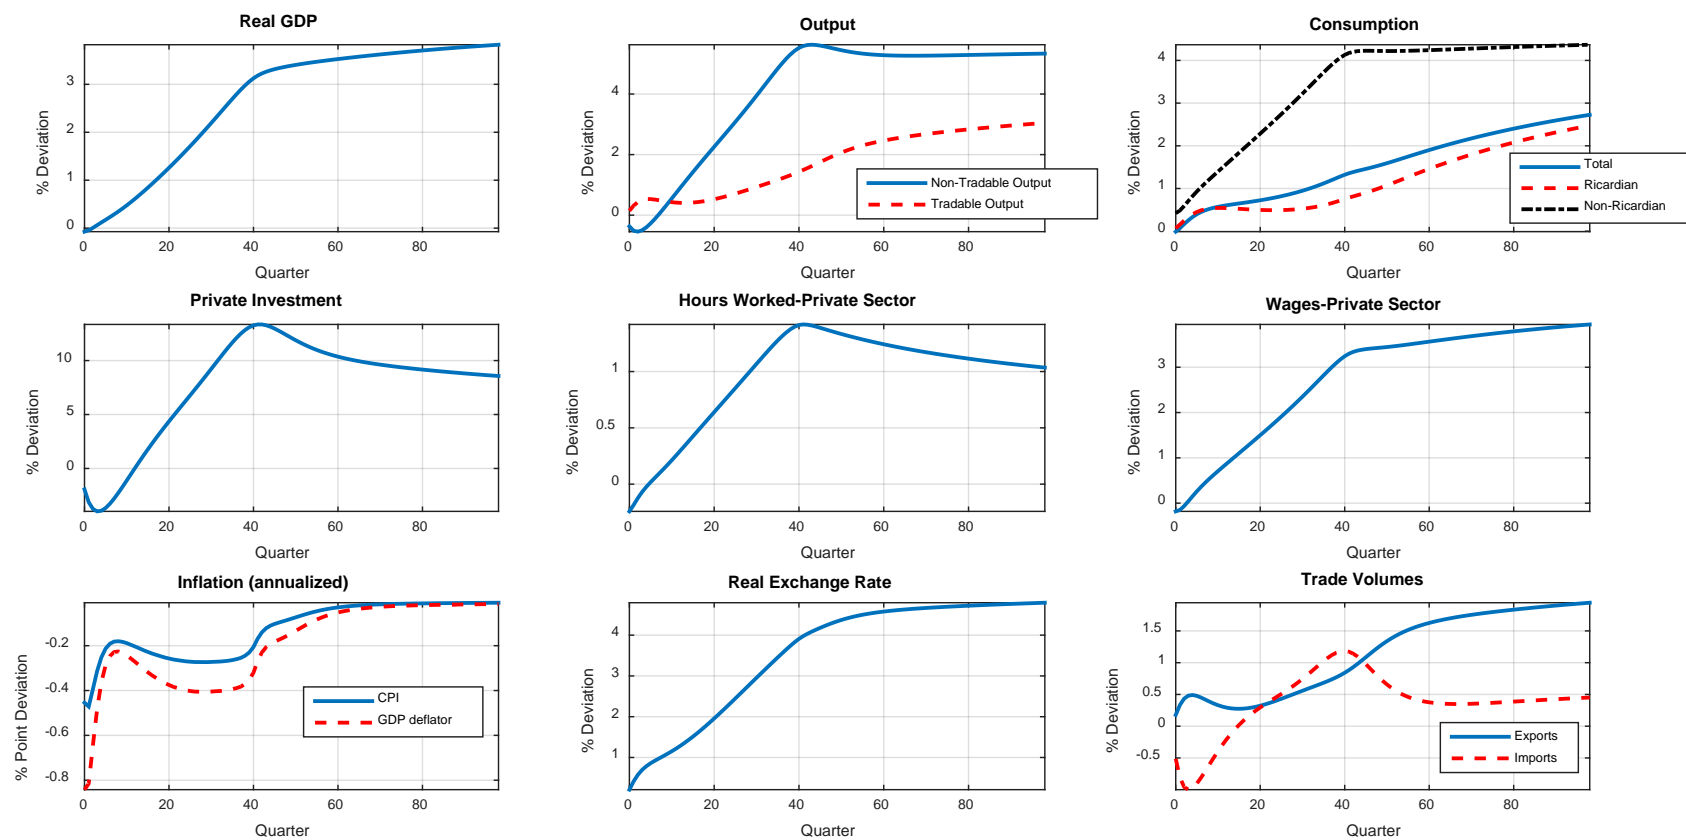 Real GDP
% Deviation
3
2
1
0
0
20
40
60
80
Quarter
Output
% Deviation
4
2
0
Non-Tradable Output
Tradable Output
0
20
40
60
80
Quarter
Consumption
% Deviation
4
3
2
1
0
Total
Ricardian
Non-Ricardian
0
20
40
60
80
Quarter
Private Investment
% Deviation
10
5
0
0
20
40
60
80
Quarter
Hours Worked-Private Sector
% Deviation
1
0.5
0
0
20
40
60
80
Quarter
Wages-Private Sector
% Deviation
3
2
1
0
0
20
40
60
80
Quarter
Inflation (annualized)
% Point Deviation
-0.2
-0.4
-0.6
-0.8
CPI
GDP deflator
0
20
40
60
80
Quarter
Real Exchange Rate
% Deviation
4
3
2
1
0
20
40
60
80
Quarter
Trade Volumes
% Deviation
1.5
1
0.5
0
-0.5
Exports
Imports
0
20
40
60
80
Quarter